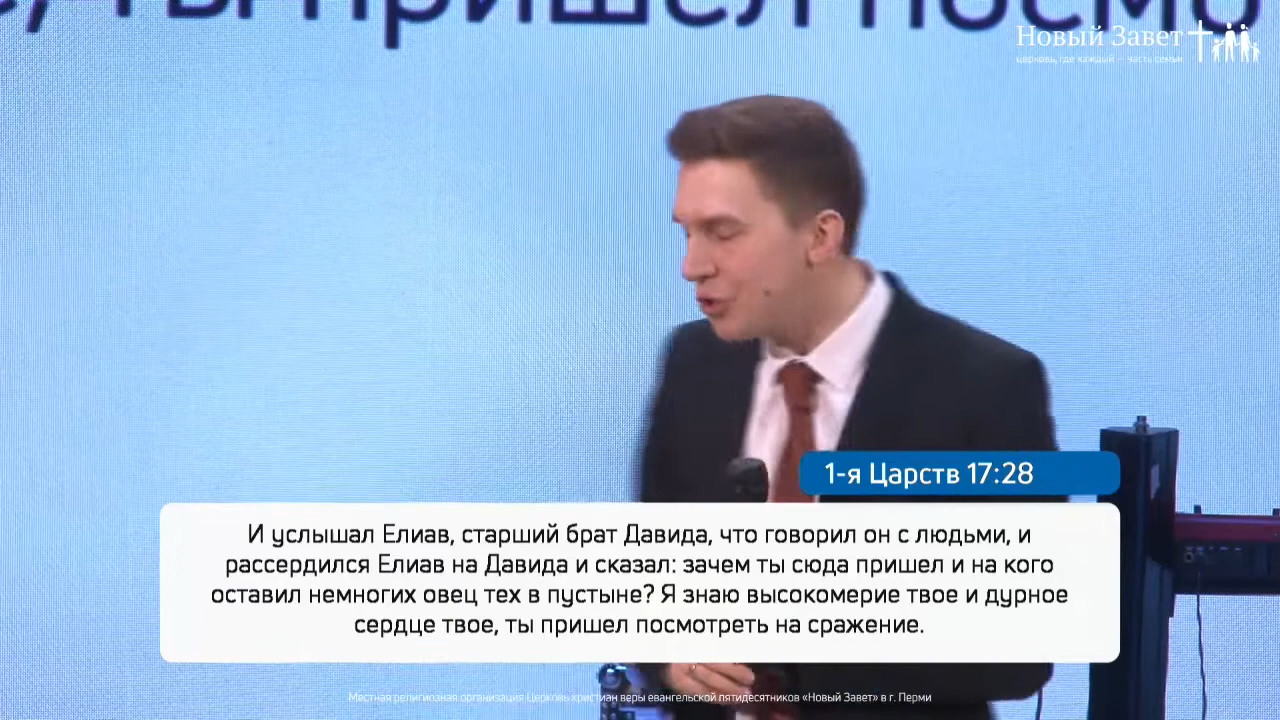 ты пришел
Новый Завет
церковь, где каждый — часть семьи
1-я Царств 17:28
И услышал Елиав, старший брат Давида, что говорил он с людьми, и
рассердился Елиав на Давида и сказал: зачем ты сюда пришел и на кого
оставил немногих овец тех в пустыне? Я знаю высокомерие твое и дурное
сердце твое, ты пришел посмотреть на сражение.
Местная религиозная организация Церковь христиан веры евангельской пятидесятников «Новый Завет» в г. Перми